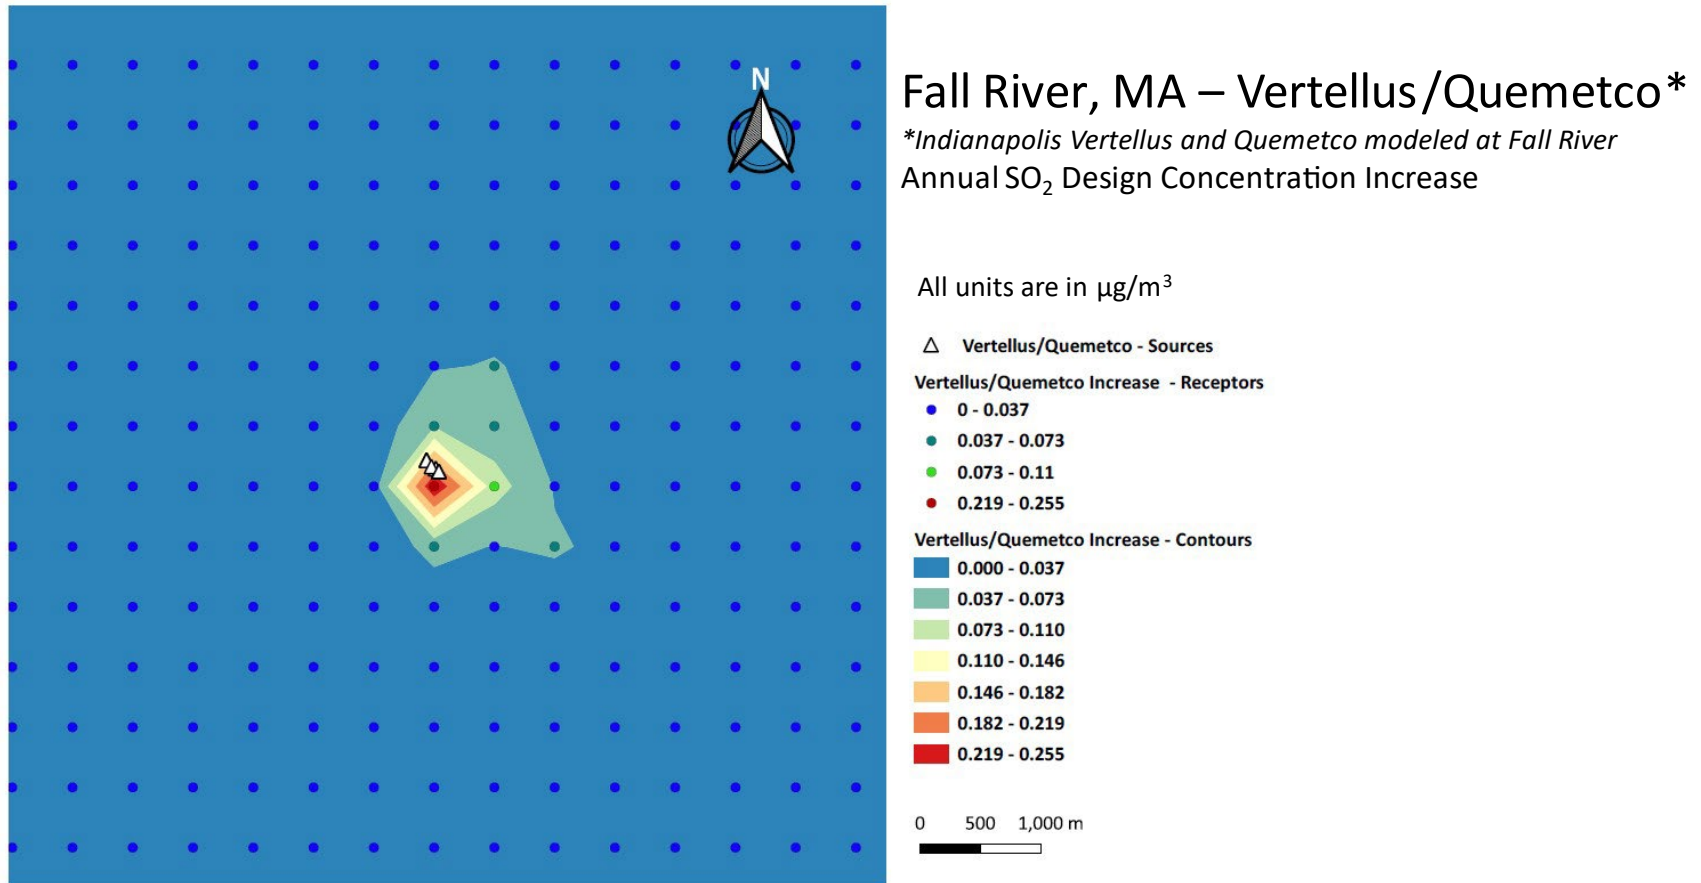 N
Fall River, MA – Vertellus/Quemetco*
*Indianapolis Vertellus and Quemetco modeled at Fall River
Annual SO₂ Design Concentration Increase
All units are in µg/m³
Vertellus/Quemetco - Sources
Vertellus/Quemetco Increase - Receptors
0 - 0.037
0.037 - 0.073
0.073 - 0.11
0.219 - 0.255
Vertellus/Quemetco Increase - Contours
0.000 - 0.037
0.037 - 0.073
0.073 - 0.110
0.110 - 0.146
0.146 - 0.182
0.182 - 0.219
0.219 - 0.255
0 500 1,000 m